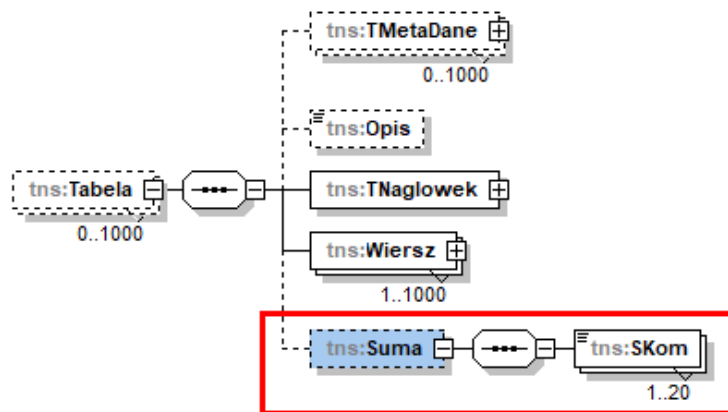 tns:TMetaDane
0..1000
tns:Opis
tns:Tabela
0..1000
tns:TNaglowek
tns:Wiersz
1..1000
tns:Suma
tns:SKom
1..20